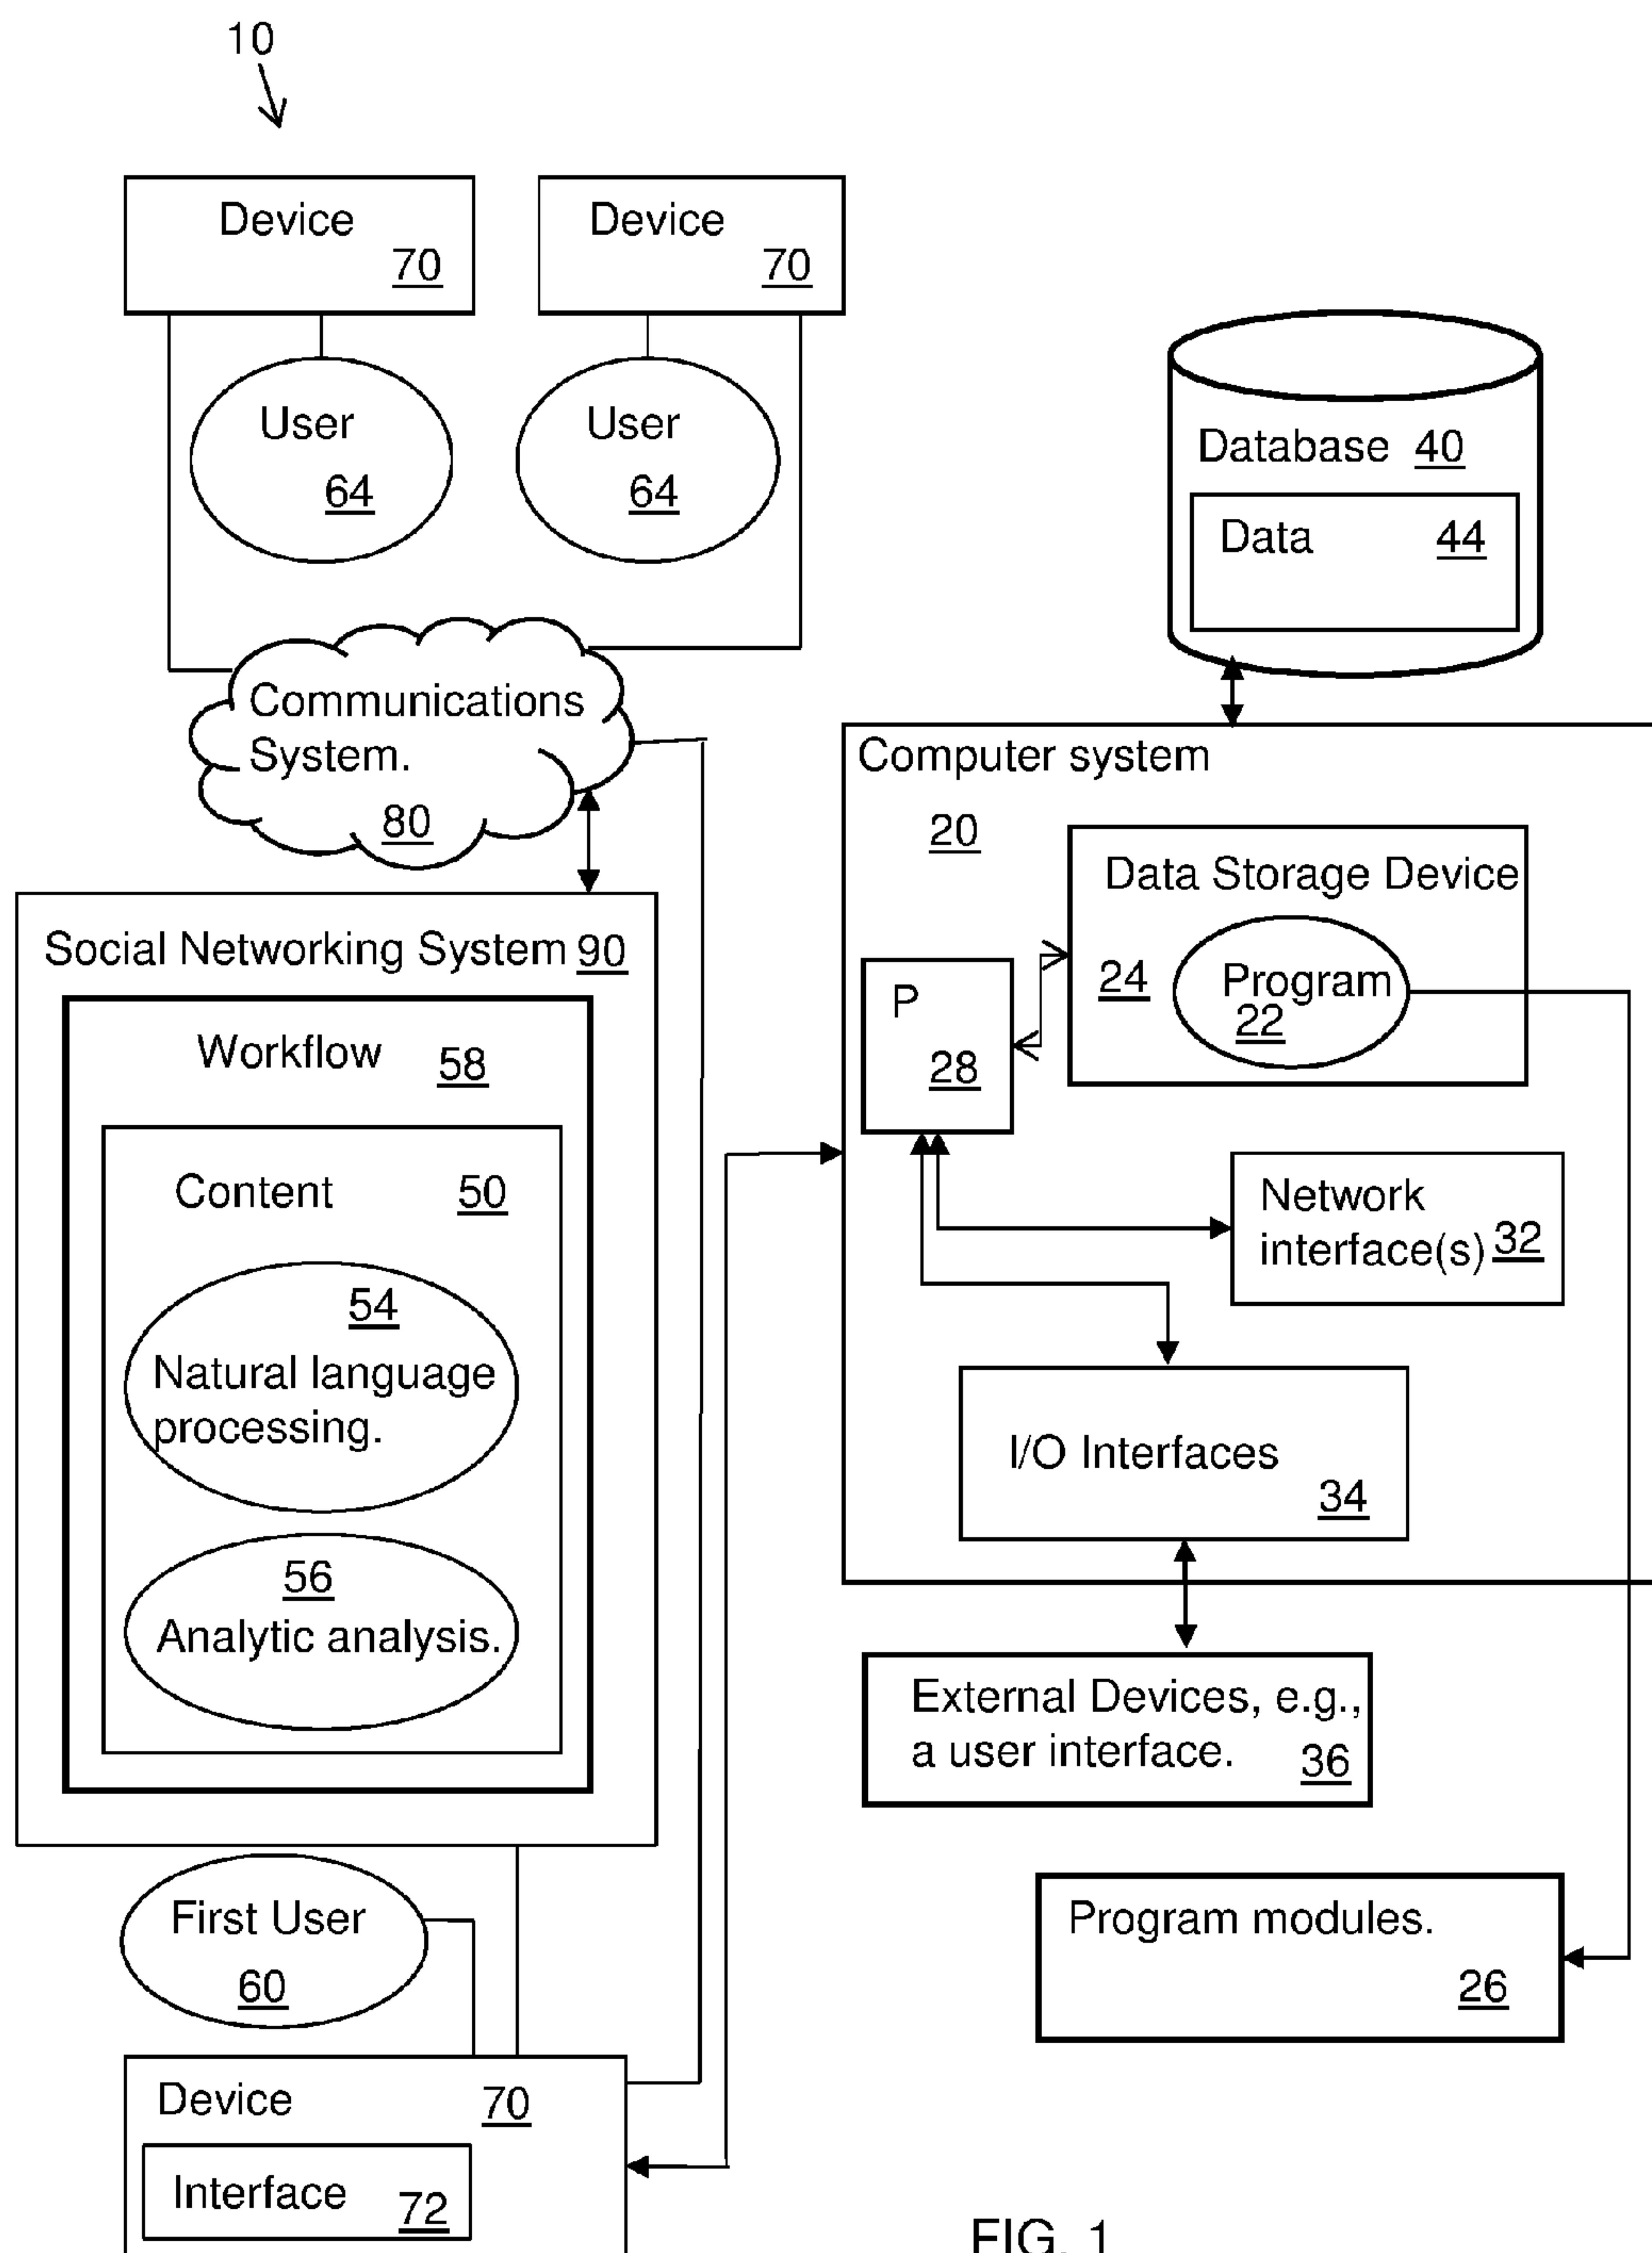 10
Device
70
Device
70
User
64
User
64
Database 40
Data 44
Communications
System.
80
Computer system
20
Data Storage Device
24
Program
22
P
28
Network
interface(s) 32
I/O Interfaces
34
External Devices, e.g.,
a user interface. 36
Program modules.
26
Social Networking System 90
Workflow 58
Content 50
54
Natural language
processing.
56
Analytic analysis.
First User
60
Device 70
Interface 72
FIG. 1